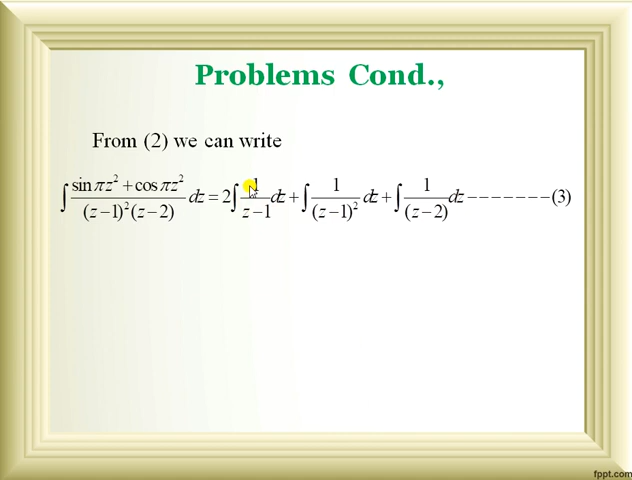 Problems Cond.,
From (2) we can write
∫ (sin πz² + cos πz²)/((z−1)²(z−2)) dz = 2∫ 1/(z−1) dz + ∫ 1/(z−1)² dz + ∫ 1/(z−2) dz −−−−−−−(3)
fppt.com